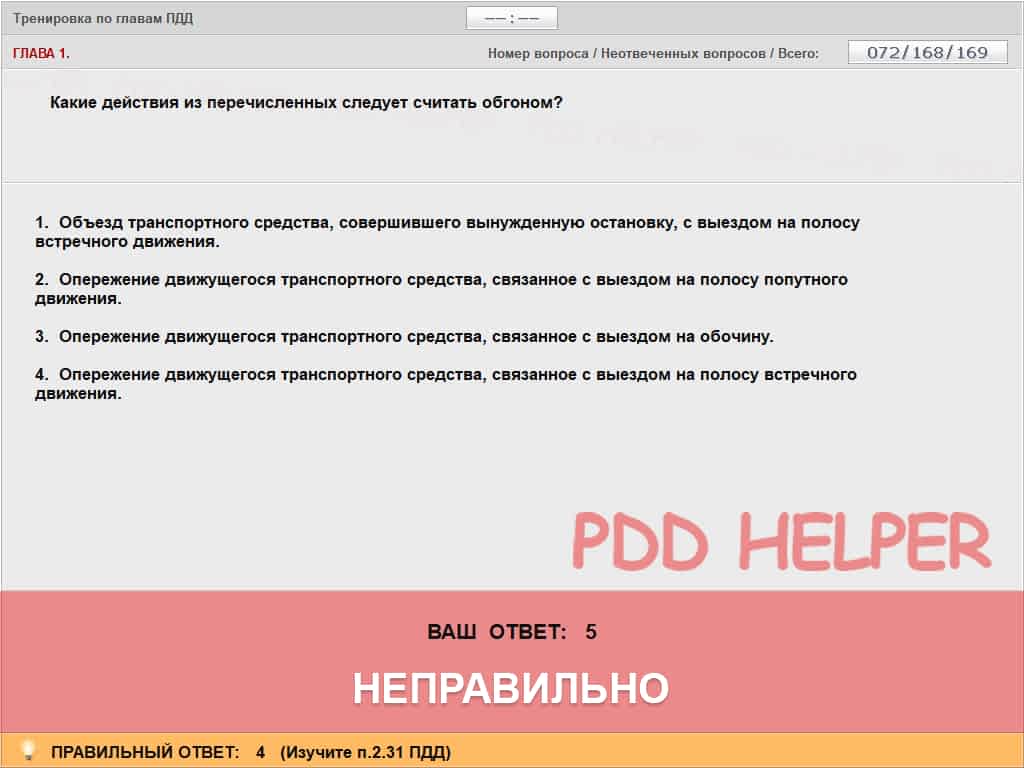 Тренировка по главам ПДД
—— : ——
ГЛАВА 1.
Номер вопроса / Неотвеченных вопросов / Всего:
072/168/169
Какие действия из перечисленных следует считать обгоном?
1. Объезд транспортного средства, совершившего вынужденную остановку, с выездом на полосу
встречного движения.
2. Опережение движущегося транспортного средства, связанное с выездом на полосу попутного
движения.
3. Опережение движущегося транспортного средства, связанное с выездом на обочину.
4. Опережение движущегося транспортного средства, связанное с выездом на полосу встречного
движения.
PDD HELPER
ВАШ ОТВЕТ: 5
НЕПРАВИЛЬНО
ПРАВИЛЬНЫЙ ОТВЕТ: 4 (Изучите п.2.31 ПДД)